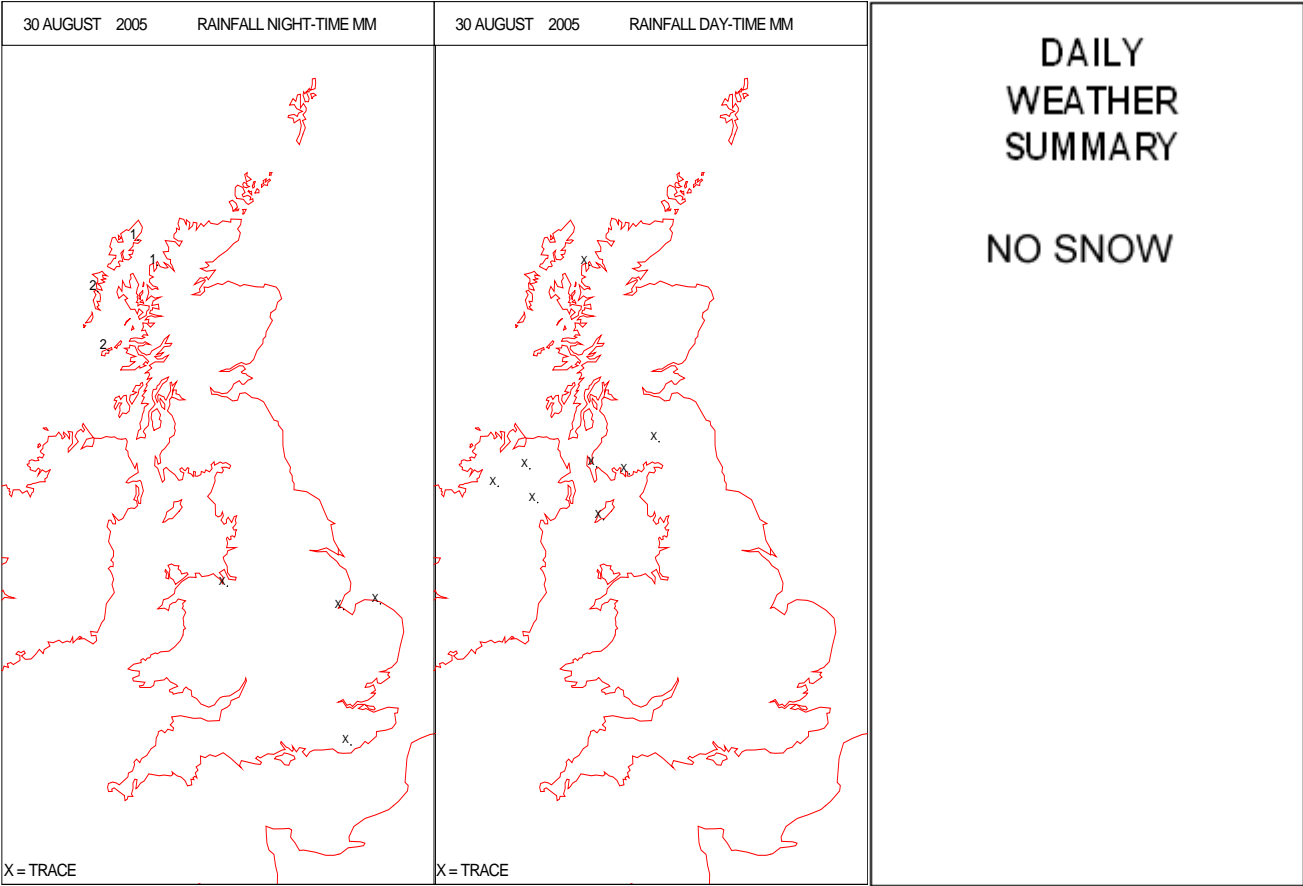 30 AUGUST 2005 RAINFALL NIGHT-TIME MM
1
1
2
2
X.
X.
X.
X.
X = TRACE
30 AUGUST 2005 RAINFALL DAY-TIME MM
X
X.
X.
X.
X.
X.
X.
X.
X = TRACE
DAILY
WEATHER
SUMMARY
NO SNOW